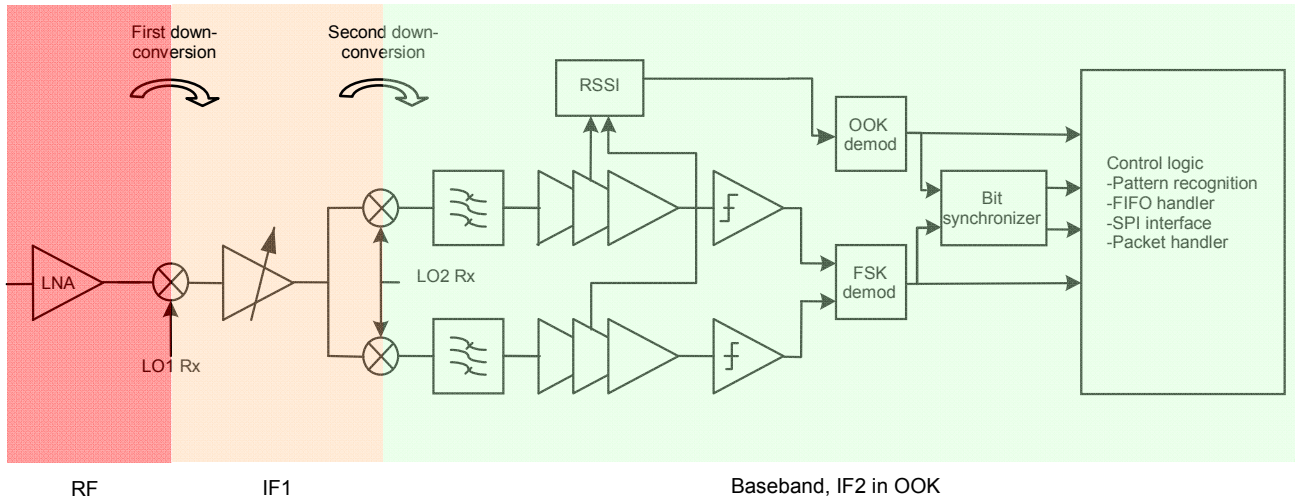 First down-
conversion
Second down-
conversion
RSSI
OOK
demod
Control logic
-Pattern recognition
-FIFO handler
-SPI interface
-Packet handler
Bit
synchronizer
LNA
LO2 Rx
FSK
demod
LO1 Rx
RF
IF1
Baseband, IF2 in OOK